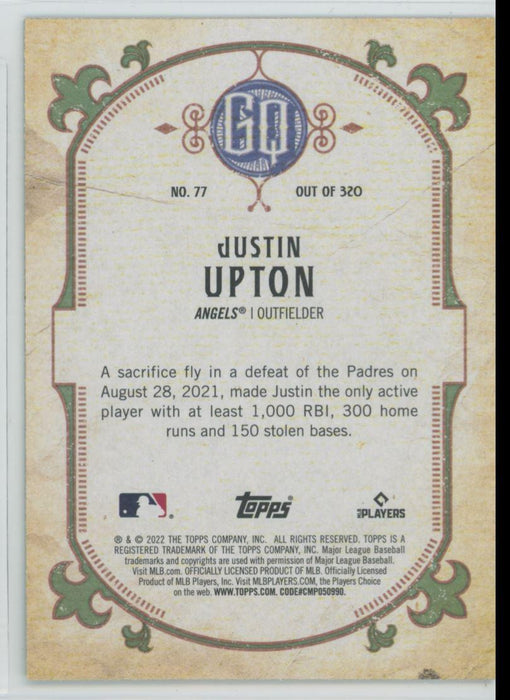 GQ
NO. 77 OUT OF 320
JUSTIN
UPTON
ANGELS® | OUTFIELDER
A sacrifice fly in a defeat of the Padres on
August 28, 2021, made Justin the only active
player with at least 1,000 RBI, 300 home
runs and 150 stolen bases.
Topps MLB PLAYERS
® & © 2022 THE TOPPS COMPANY, INC. ALL RIGHTS RESERVED. TOPPS IS A
REGISTERED TRADEMARK OF THE TOPPS COMPANY, INC. Major League Baseball
trademarks and copyrights are used with permission of Major League Baseball.
Visit MLB.com. OFFICIALLY LICENSED PRODUCT OF MLB. Officially Licensed
Product of MLB Players, Inc. Visit MLBPLAYERS.COM, the Players Choice
on the web. WWW.TOPPS.COM. CODE#CMP050990.